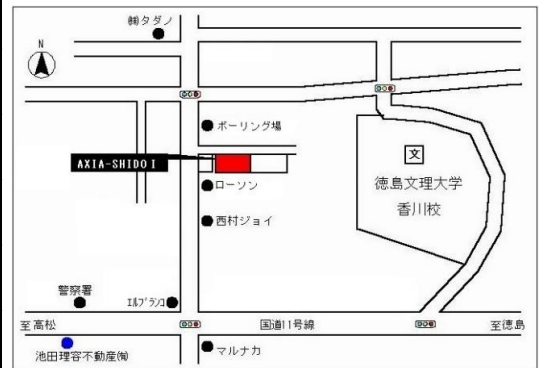 ㈱タダノ
N
ボーリング場
AXIA-SHIDOⅠ
文
徳島文理大学
香川校
ローソン
西村ジョイ
警察署
ｴﾙﾌﾞﾗﾝｺ
至高松
国道11号線
至徳島
池田理容不動産㈲
マルナカ